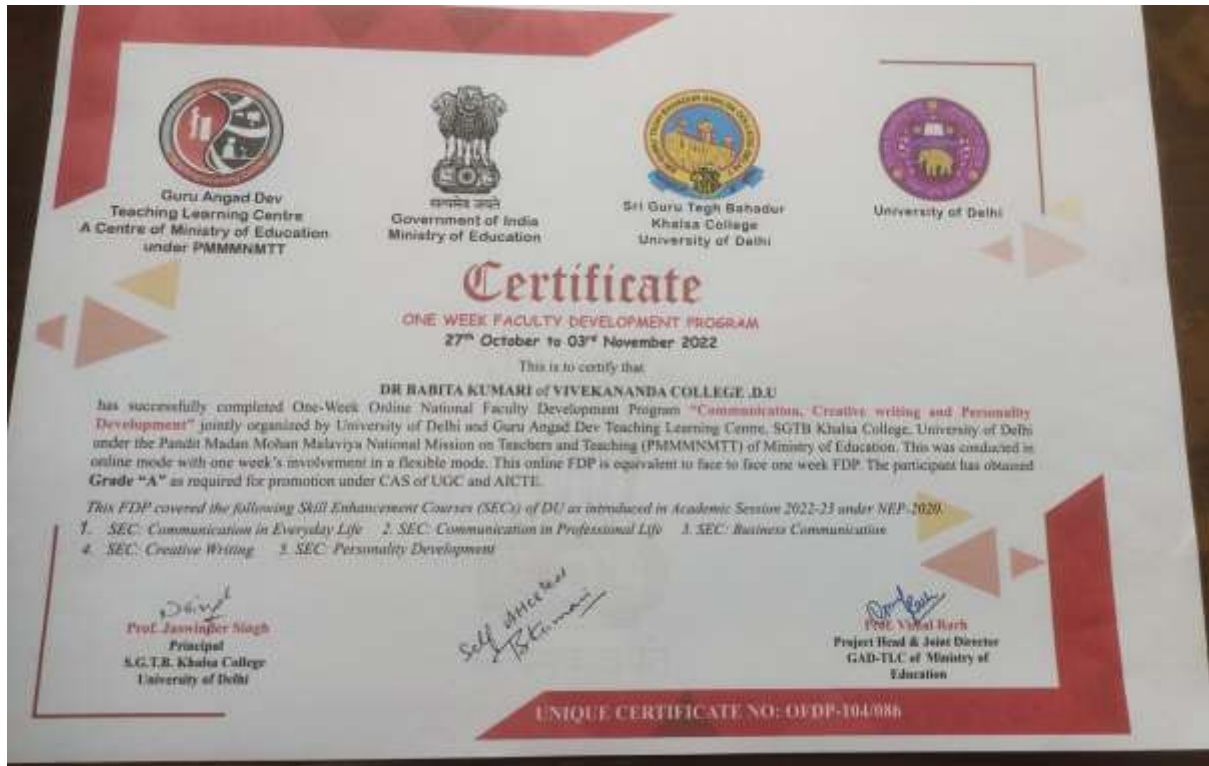 Guru Angad Dev
Teaching Learning Centre
A Centre of Ministry of Education
under PMMMNMTT
सत्यमेव जयते
Government of India
Ministry of Education
Sri Guru Tegh Bahadur
Khalsa College
University of Delhi
University of Delhi
Certificate
ONE WEEK FACULTY DEVELOPMENT PROGRAM
27th October to 03rd November 2022
This is to certify that
DR BABITA KUMARI of VIVEKANANDA COLLEGE .D.U
has successfully completed One-Week Online National Faculty Development Program "Communication, Creative writing and Personality
Development" jointly organized by University of Delhi and Guru Angad Dev Teaching Learning Centre, SGTB Khalsa College, University of Delhi
under the Pandit Madan Mohan Malaviya National Mission on Teachers and Teaching (PMMMNMTT) of Ministry of Education. This was conducted in
online mode with one week's involvement in a flexible mode. This online FDP is equivalent to face to face one week FDP. The participant has obtained
Grade "A" as required for promotion under CAS of UGC and AICTE.
This FDP covered the following Skill Enhancement Courses (SECs) of DU as introduced in Academic Session 2022-23 under NEP-2020.
1. SEC: Communication in Everyday Life 2. SEC: Communication in Professional Life 3. SEC: Business Communication
4. SEC: Creative Writing 5. SEC: Personality Development
Prof. Jaswinder Singh
Principal
S.G.T.B. Khalsa College
University of Delhi
Self Attested
BKumari
Prof. Vimal Rarh
Project Head & Joint Director
GAD-TLC of Ministry of
Education
UNIQUE CERTIFICATE NO: OFDP-104/086